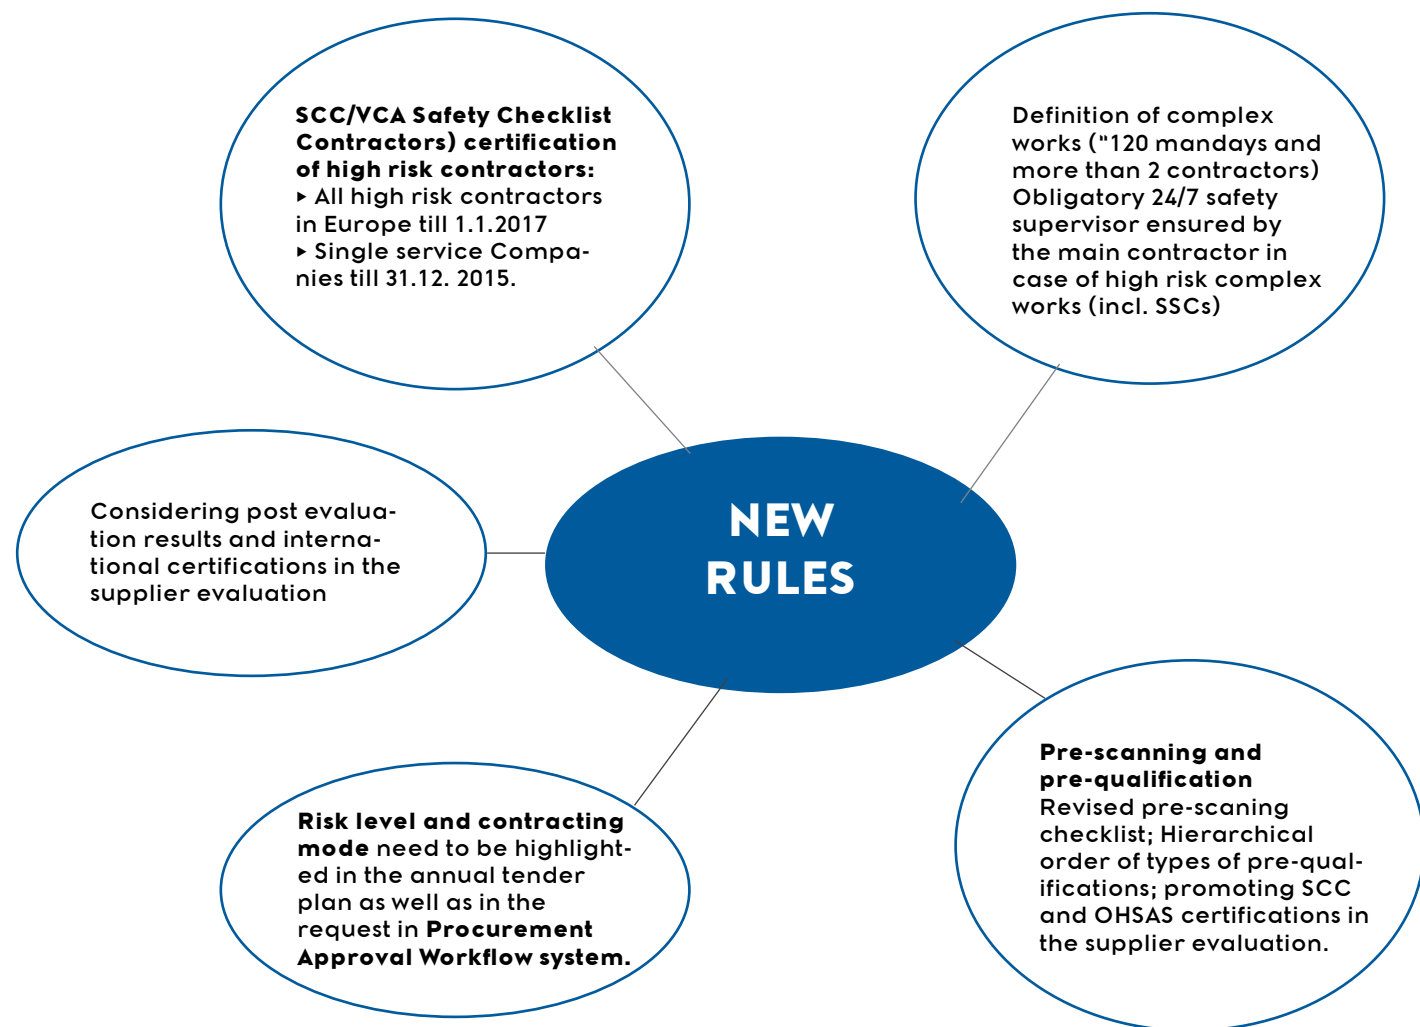 SCC/VCA Safety Checklist
Contractors) certification
of high risk contractors:
▸ All high risk contractors
in Europe till 1.1.2017
▸ Single service Compa-
nies till 31.12. 2015.
Definition of complex
works ("120 mandays and
more than 2 contractors)
Obligatory 24/7 safety
supervisor ensured by
the main contractor in
case of high risk complex
works (incl. SSCs)
Considering post evalua-
tion results and interna-
tional certifications in the
supplier evaluation
NEW
RULES
Risk level and contracting
mode need to be highlight-
ed in the annual tender
plan as well as in the
request in Procurement
Approval Workflow system.
Pre-scanning and
pre-qualification
Revised pre-scaning
checklist; Hierarchical
order of types of pre-qual-
ifications; promoting SCC
and OHSAS certifications in
the supplier evaluation.